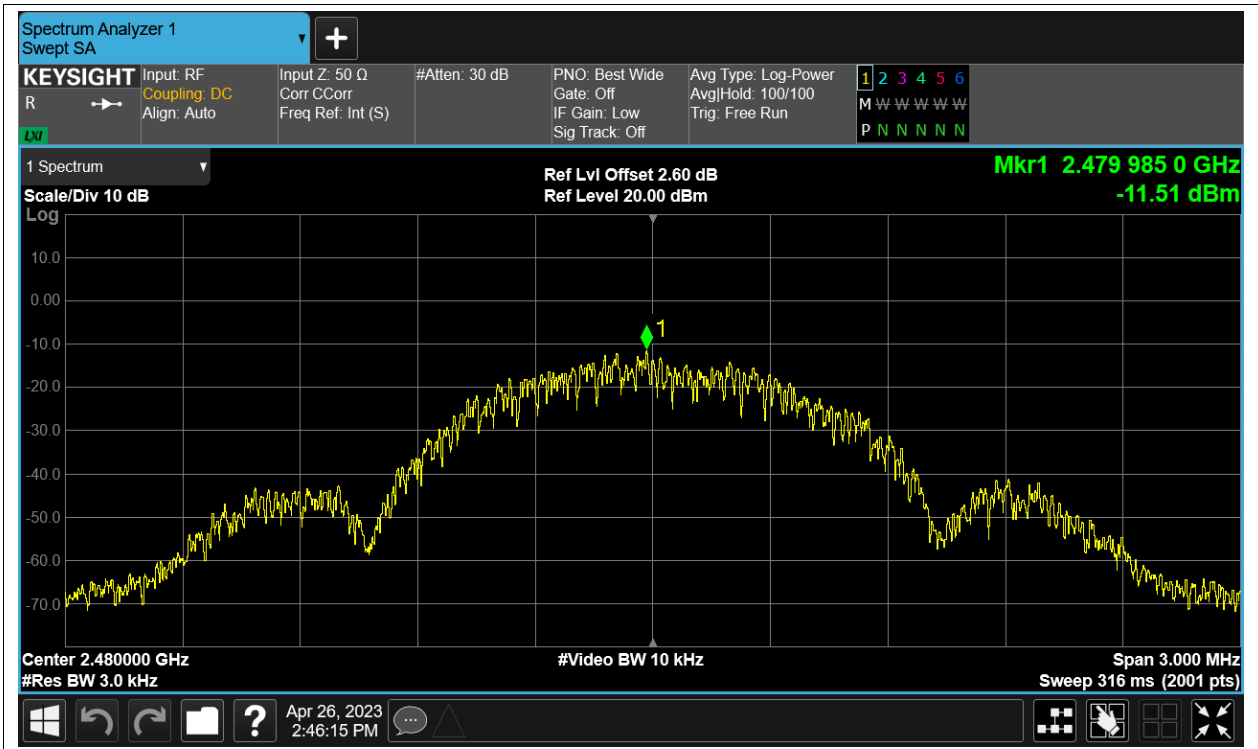 Spectrum Analyzer 1
Swept SA
KEYSIGHT
R
LXI
Input: RF
Coupling: DC
Align: Auto
Input Z: 50 Ω
Corr CCorr
Freq Ref: Int (S)
#Atten: 30 dB
PNO: Best Wide
Gate: Off
IF Gain: Low
Sig Track: Off
Avg Type: Log-Power
Avg|Hold: 100/100
Trig: Free Run
1 2 3 4 5 6
M W W W W W
P N N N N N
1 Spectrum
Scale/Div 10 dB
Log
Ref Lvl Offset 2.60 dB
Ref Level 20.00 dBm
Mkr1 2.479 985 0 GHz
-11.51 dBm
10.0
0.00
-10.0
-20.0
-30.0
-40.0
-50.0
-60.0
-70.0
1
Center 2.480000 GHz
#Res BW 3.0 kHz
#Video BW 10 kHz
Span 3.000 MHz
Sweep 316 ms (2001 pts)
?
Apr 26, 2023
2:46:15 PM